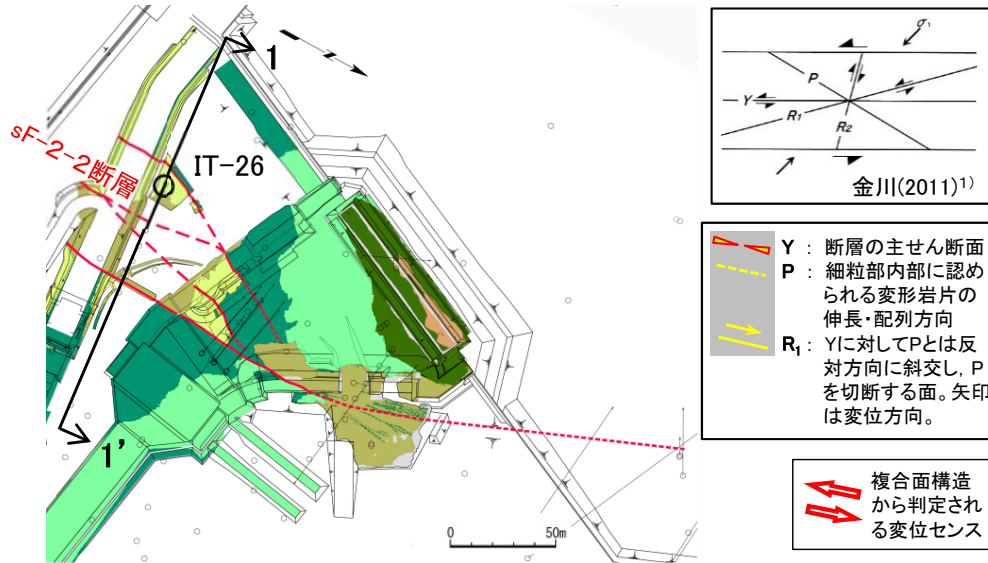 1
sF-2-2断層
IT-26
1'
0 50m
σ1
P
Y
R1
R2
金川(2011)1)
Y : 断層の主せん断面
P : 細粒部内部に認め
られる変形岩片の
伸長・配列方向
R1 : Yに対してPとは反
対方向に斜交し, P
を切断する面。矢印
は変位方向。
複合面構造
から判定され
る変位センス